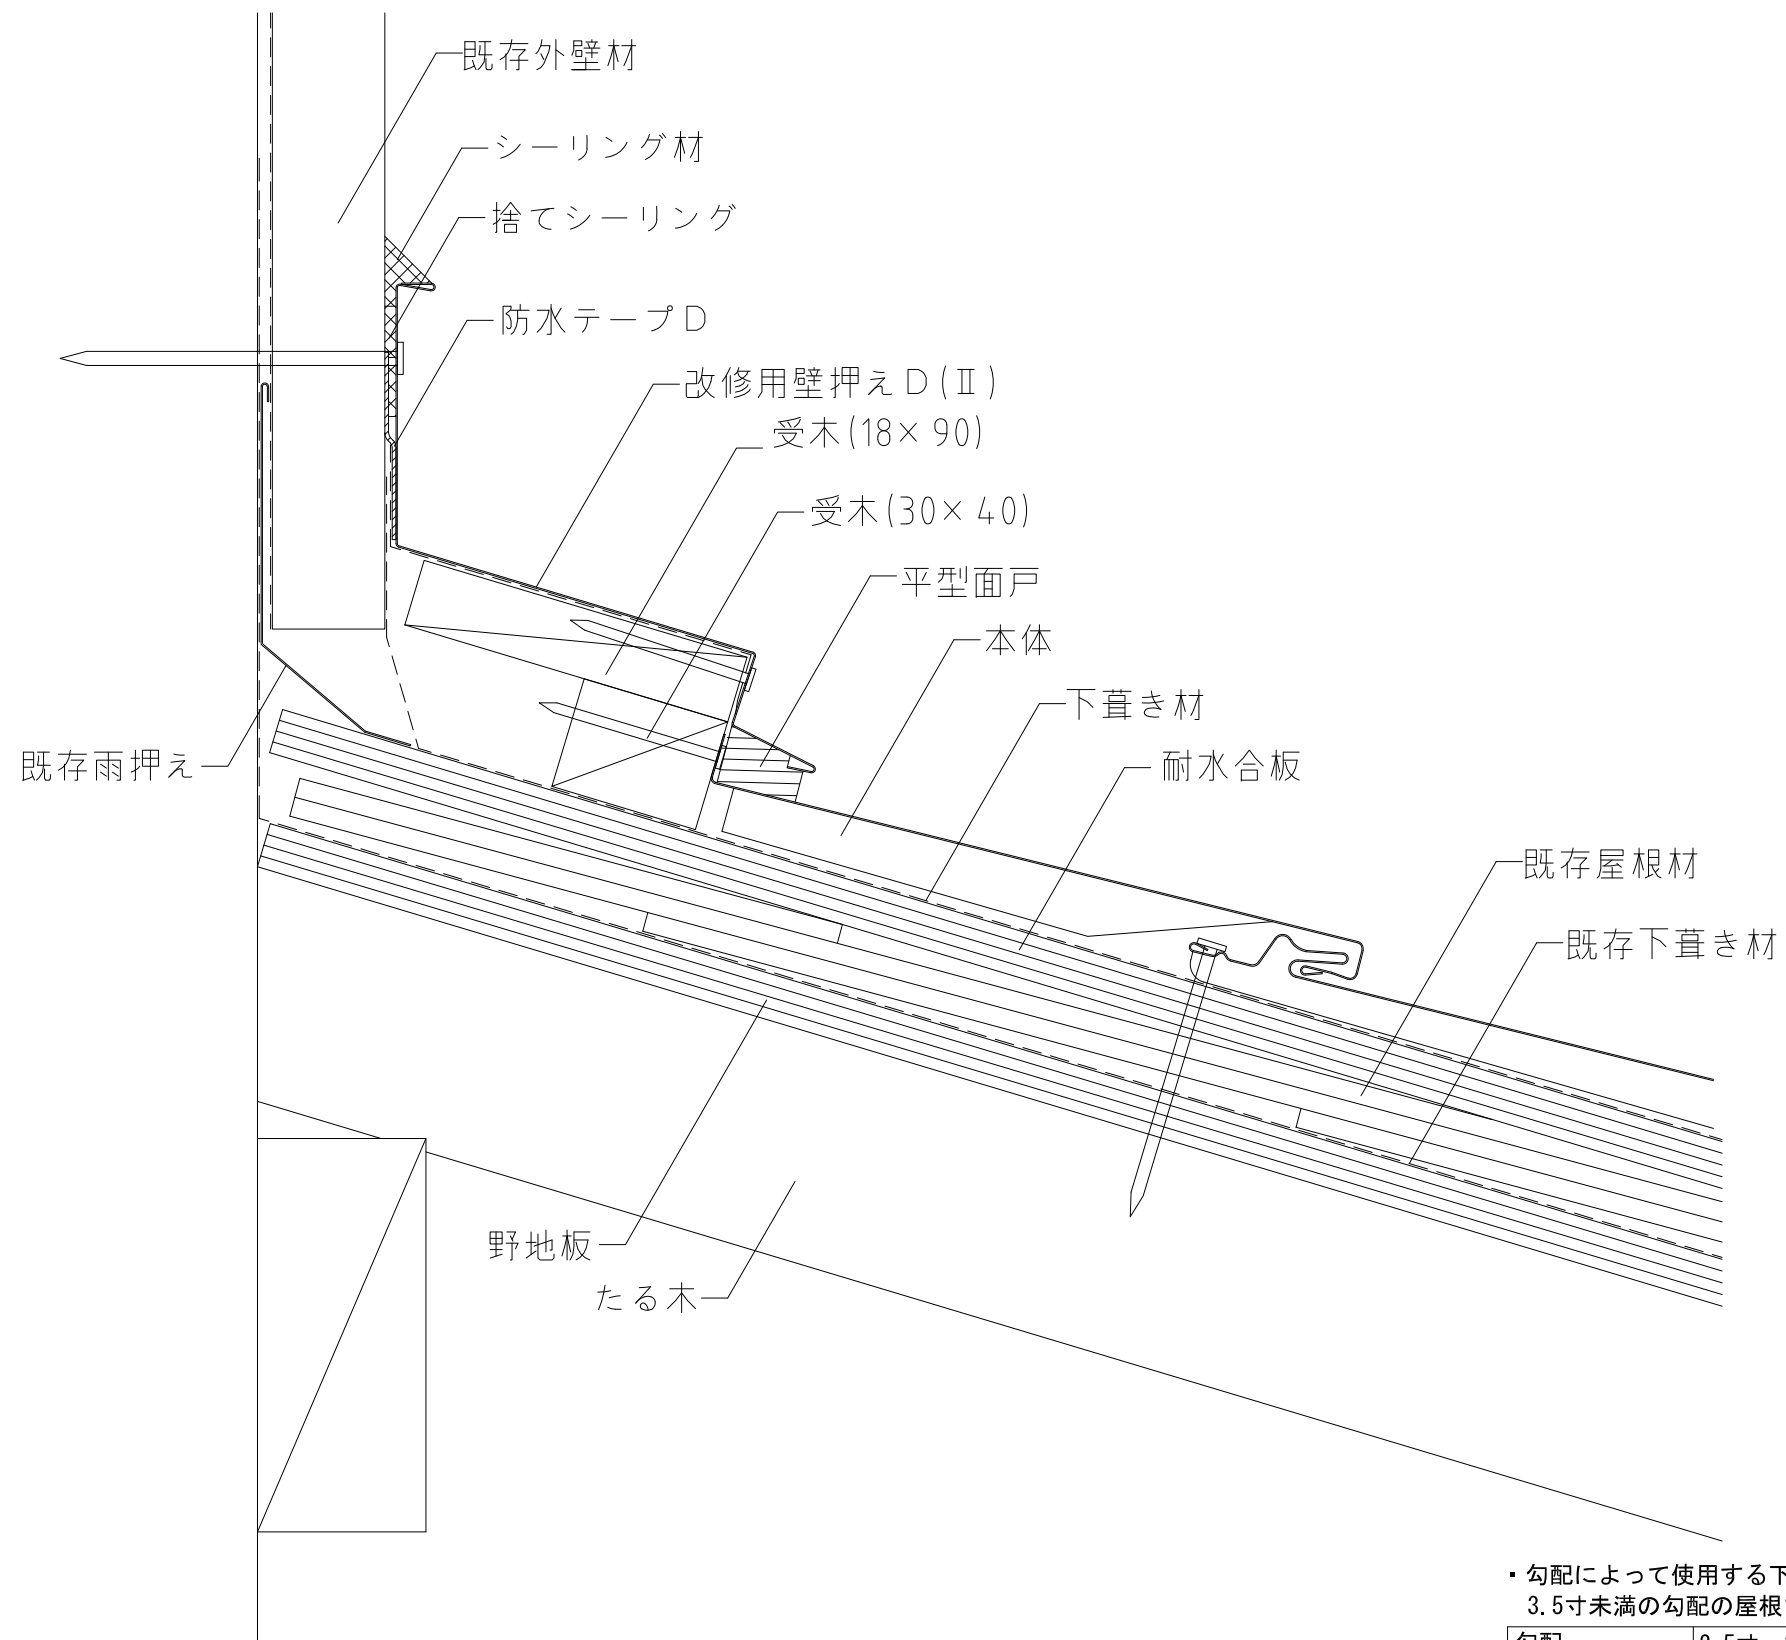 既存外壁材
シーリング材
捨てシーリング
防水テープD
改修用壁押えD(Ⅱ)
受木(18×90)
受木(30×40)
平型面戸
本体
下葺き材
既存雨押え
耐水合板
既存屋根材
既存下葺き材
野地板
たる木
・勾配によって使用する下
3.5寸未満の勾配の屋根